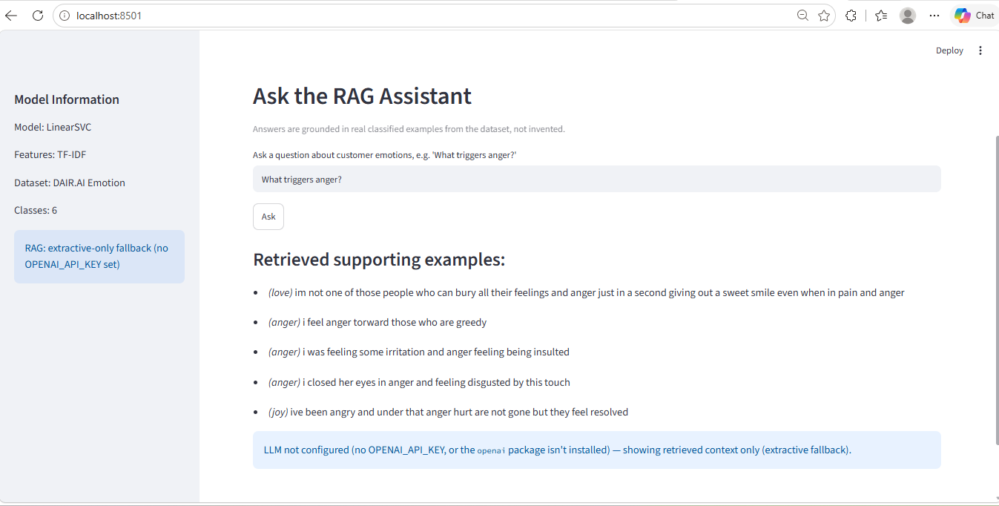 localhost:8501
Chat
Deploy
Model Information
Model: LinearSVC
Features: TF-IDF
Dataset: DAIR.AI Emotion
Classes: 6
RAG: extractive-only fallback (no
OPENAI_API_KEY set)
Ask the RAG Assistant
Answers are grounded in real classified examples from the dataset, not invented.
Ask a question about customer emotions, e.g. 'What triggers anger?'
What triggers anger?
Ask
Retrieved supporting examples:
• (love) im not one of those people who can bury all their feelings and anger just in a second giving out a sweet smile even when in pain and anger
• (anger) i feel anger torward those who are greedy
• (anger) i was feeling some irritation and anger feeling being insulted
• (anger) i closed her eyes in anger and feeling disgusted by this touch
• (joy) ive been angry and under that anger hurt are not gone but they feel resolved
LLM not configured (no OPENAI_API_KEY, or the openai package isn't installed) — showing retrieved context only (extractive fallback).